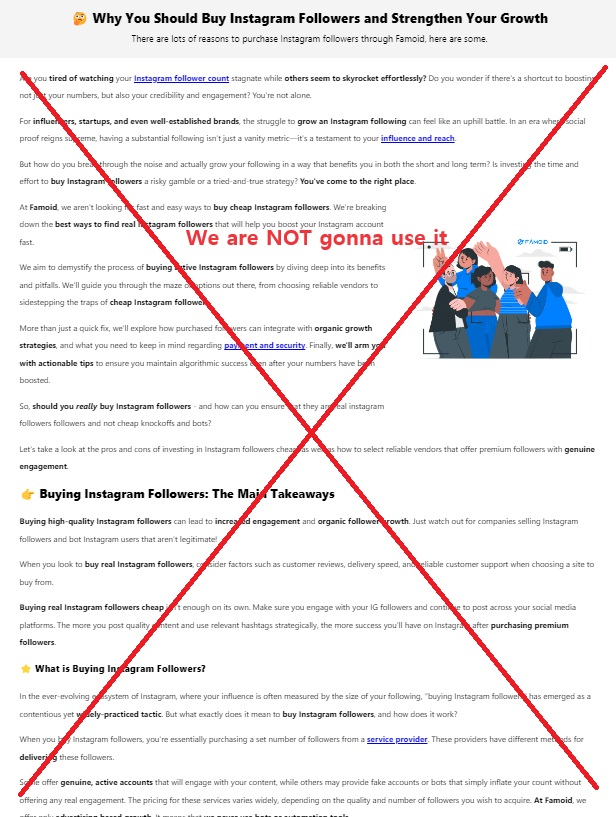 🤔 Why You Should Buy Instagram Followers and Strengthen Your Growth
There are lots of reasons to purchase Instagram followers through Famoid, here are some.
you tired of watching your Instagram follower count stagnate while others seem to skyrocket effortlessly? Do you wonder if there's a shortcut to boosting
not just your numbers, but also your credibility and engagement? You're not alone.
For influencers, startups, and even well-established brands, the struggle to grow an Instagram following can feel like an uphill battle. In an era where social
proof reigns supreme, having a substantial following isn't just a vanity metric—it's a testament to your influence and reach.
But how do you break through the noise and actually grow your following in a way that benefits you in both the short and long term? Is investing the time and
effort to buy Instagram followers a risky gamble or a tried-and-true strategy? You've come to the right place.
At Famoid, we aren't looking for fast and easy ways to buy cheap Instagram followers. We're breaking
down the best ways to find real Instagram followers that will help you boost your Instagram account
fast.
We are NOT gonna use it
FAMOID
We aim to demystify the process of buying active Instagram followers by diving deep into its benefits
and pitfalls. We'll guide you through the maze of options out there, from choosing reliable vendors to
sidestepping the traps of cheap Instagram followers.
More than just a quick fix, we'll explore how purchased followers can integrate with organic growth
strategies, and what you need to keep in mind regarding payment and security. Finally, we'll arm you
with actionable tips to ensure you maintain algorithmic success even after your numbers have been
boosted.
So, should you really buy Instagram followers - and how can you ensure that they are real instagram
followers followers and not cheap knockoffs and bots?
Let's take a look at the pros and cons of investing in Instagram followers cheap as well as how to select reliable vendors that offer premium followers with genuine
engagement.
👉 Buying Instagram Followers: The Main Takeaways
Buying high-quality Instagram followers can lead to increased engagement and organic follower growth. Just watch out for companies selling Instagram
followers and bot Instagram users that aren't legitimate!
When you look to buy real Instagram followers, consider factors such as customer reviews, delivery speed, and reliable customer support when choosing a site to
buy from.
Buying real Instagram followers cheap isn't enough on its own. Make sure you engage with your IG followers and continue to post across your social media
platforms. The more you post quality content and use relevant hashtags strategically, the more success you'll have on Instagram after purchasing premium
followers.
⭐ What is Buying Instagram Followers?
In the ever-evolving ecosystem of Instagram, where your influence is often measured by the size of your following, "buying Instagram followers" has emerged as a
contentious yet widely-practiced tactic. But what exactly does it mean to buy Instagram followers, and how does it work?
When you buy Instagram followers, you're essentially purchasing a set number of followers from a service provider. These providers have different methods for
delivering these followers.
Some offer genuine, active accounts that will engage with your content, while others may provide fake accounts or bots that simply inflate your count without
offering any real engagement. The pricing for these services varies widely, depending on the quality and number of followers you wish to acquire. At Famoid, we
offer only advertising based growth. It means that we never use bots or automation tools.